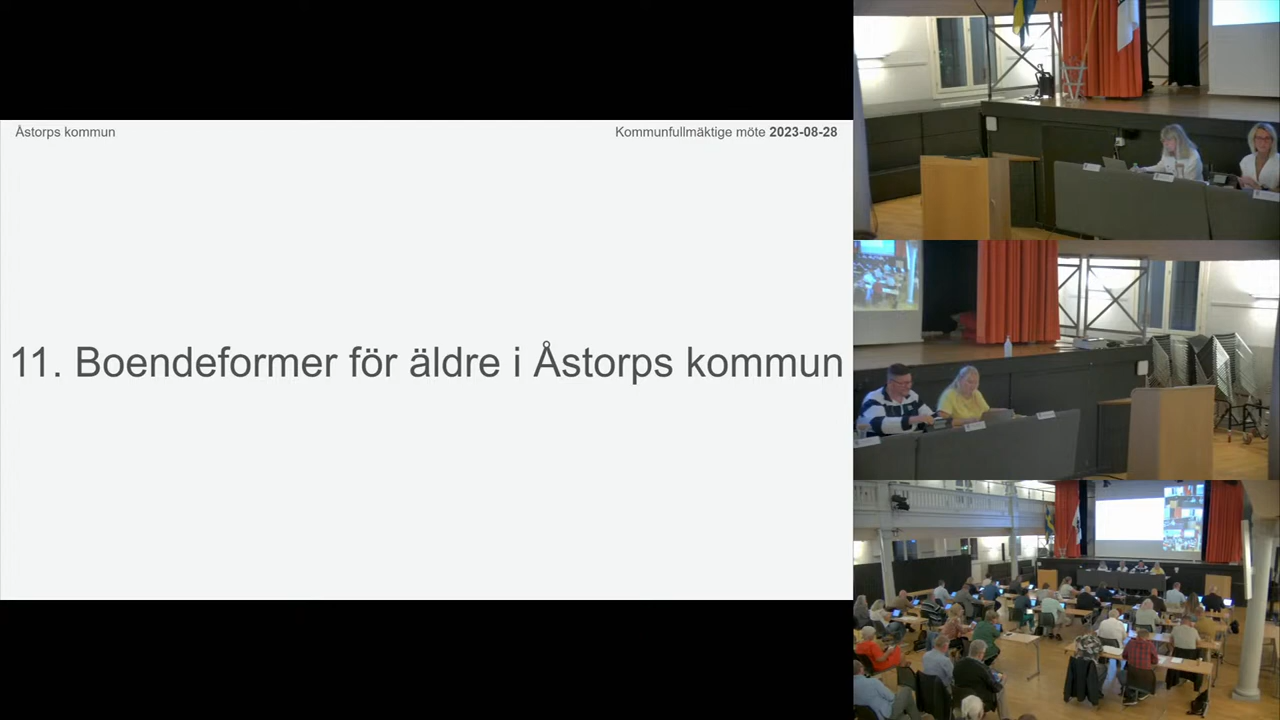 Åstorps kommun
Kommunfullmäktige möte 2023-08-28
11. Boendeformer för äldre i Åstorps kommun